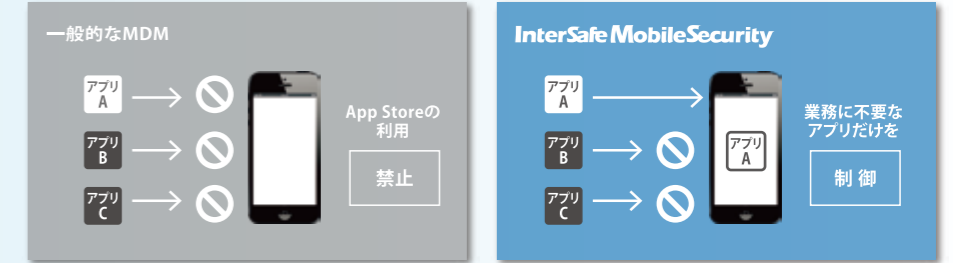 一般的なMDM
アプリ
A
アプリ
B
アプリ
C
App Storeの
利用
禁止
InterSafe MobileSecurity
アプリ
A
アプリ
B
アプリ
C
アプリ
A
業務に不要な
アプリだけを
制御